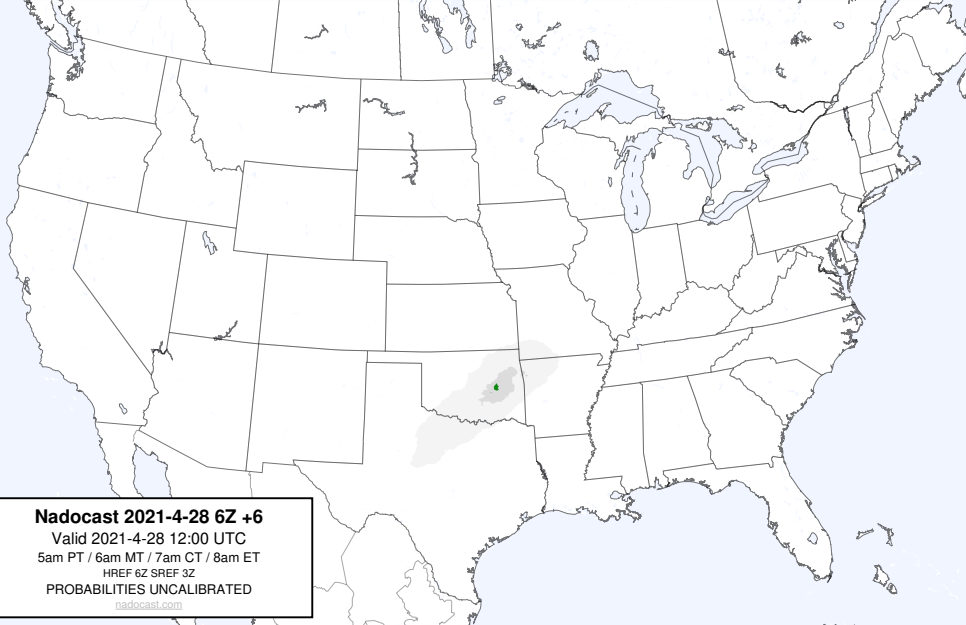 Nadocast 2021-4-28 6Z +6
Valid 2021-4-28 12:00 UTC
5am PT / 6am MT / 7am CT / 8am ET
HREF 6Z SREF 3Z
PROBABILITIES UNCALIBRATED
nadocast.com